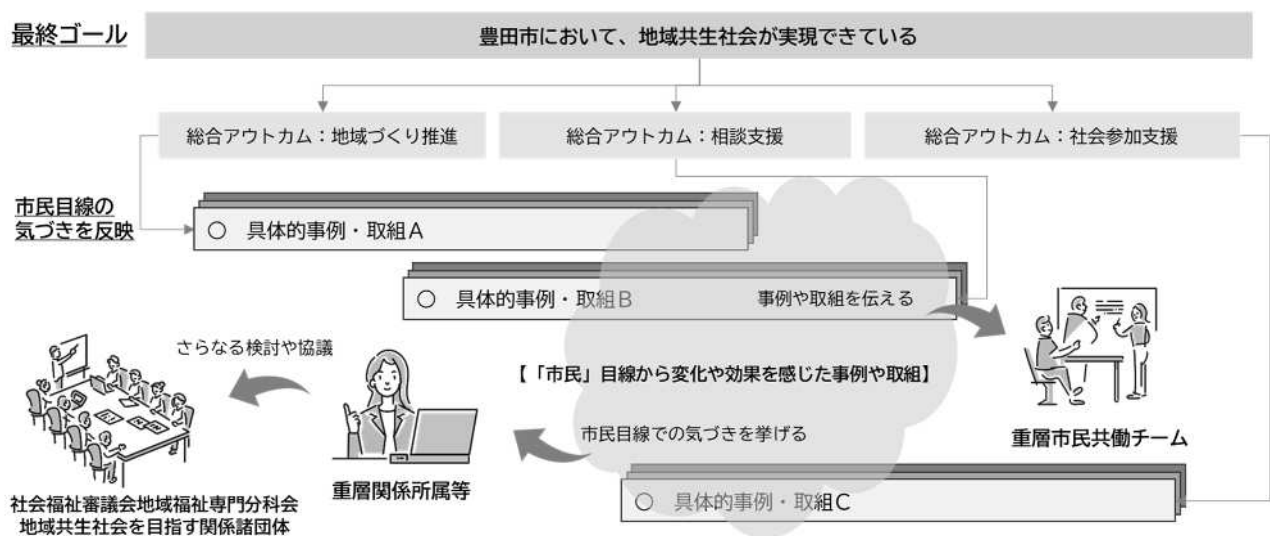 最終ゴール
豊田市において、地域共生社会が実現できている
総合アウトカム：地域づくり推進
総合アウトカム：相談支援
総合アウトカム：社会参加支援
市民目線の
気づきを反映
○ 具体的事例・取組A
○ 具体的事例・取組B
事例や取組を伝える
さらなる検討や協議
【「市民」目線から変化や効果を感じた事例や取組】
市民目線での気づきを挙げる
重層市民共働チーム
重層関係所属等
○ 具体的事例・取組C
社会福祉審議会地域福祉専門分科会
地域共生社会を目指す関係諸団体